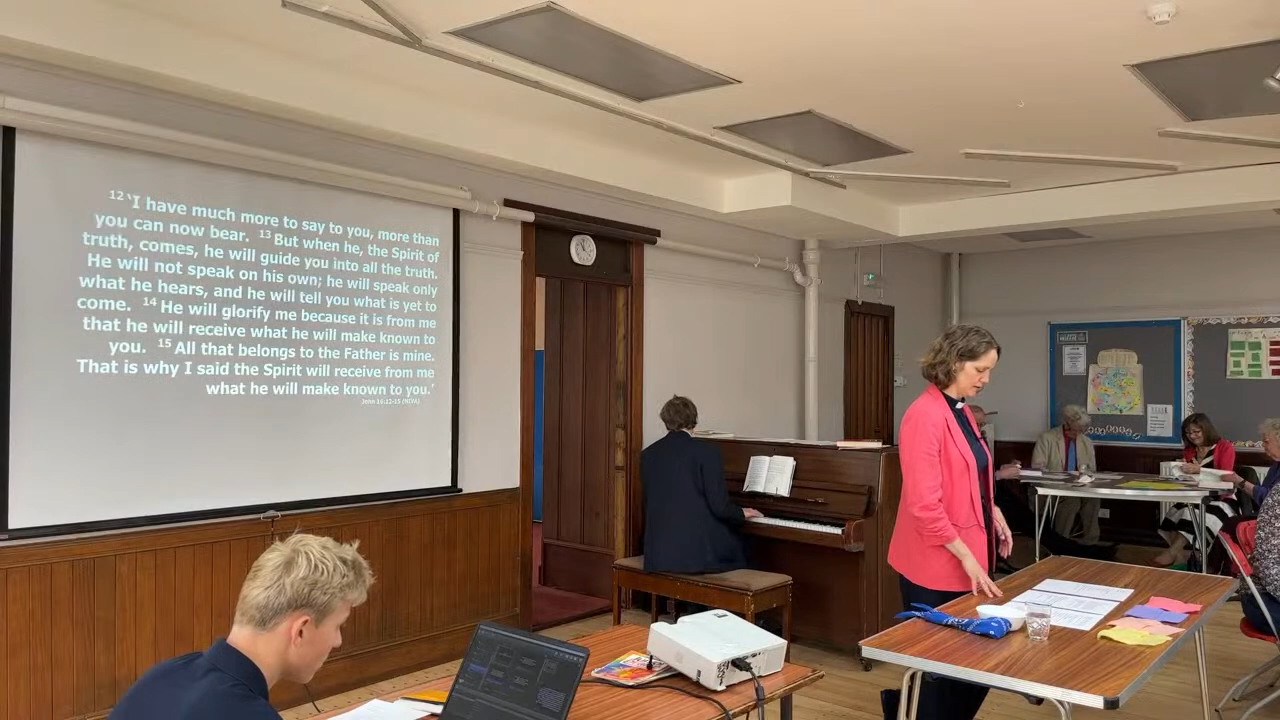 12 'I have much more to say to you, more than
you can now bear. 13 But when he, the Spirit of
truth, comes, he will guide you into all the truth.
He will not speak on his own; he will speak only
what he hears, and he will tell you what is yet to
come. 14 He will glorify me because it is from me
that he will receive what he will make known to
you. 15 All that belongs to the Father is mine.
That is why I said the Spirit will receive from me
what he will make known to you.'
John 16:12-15 (NIVA)